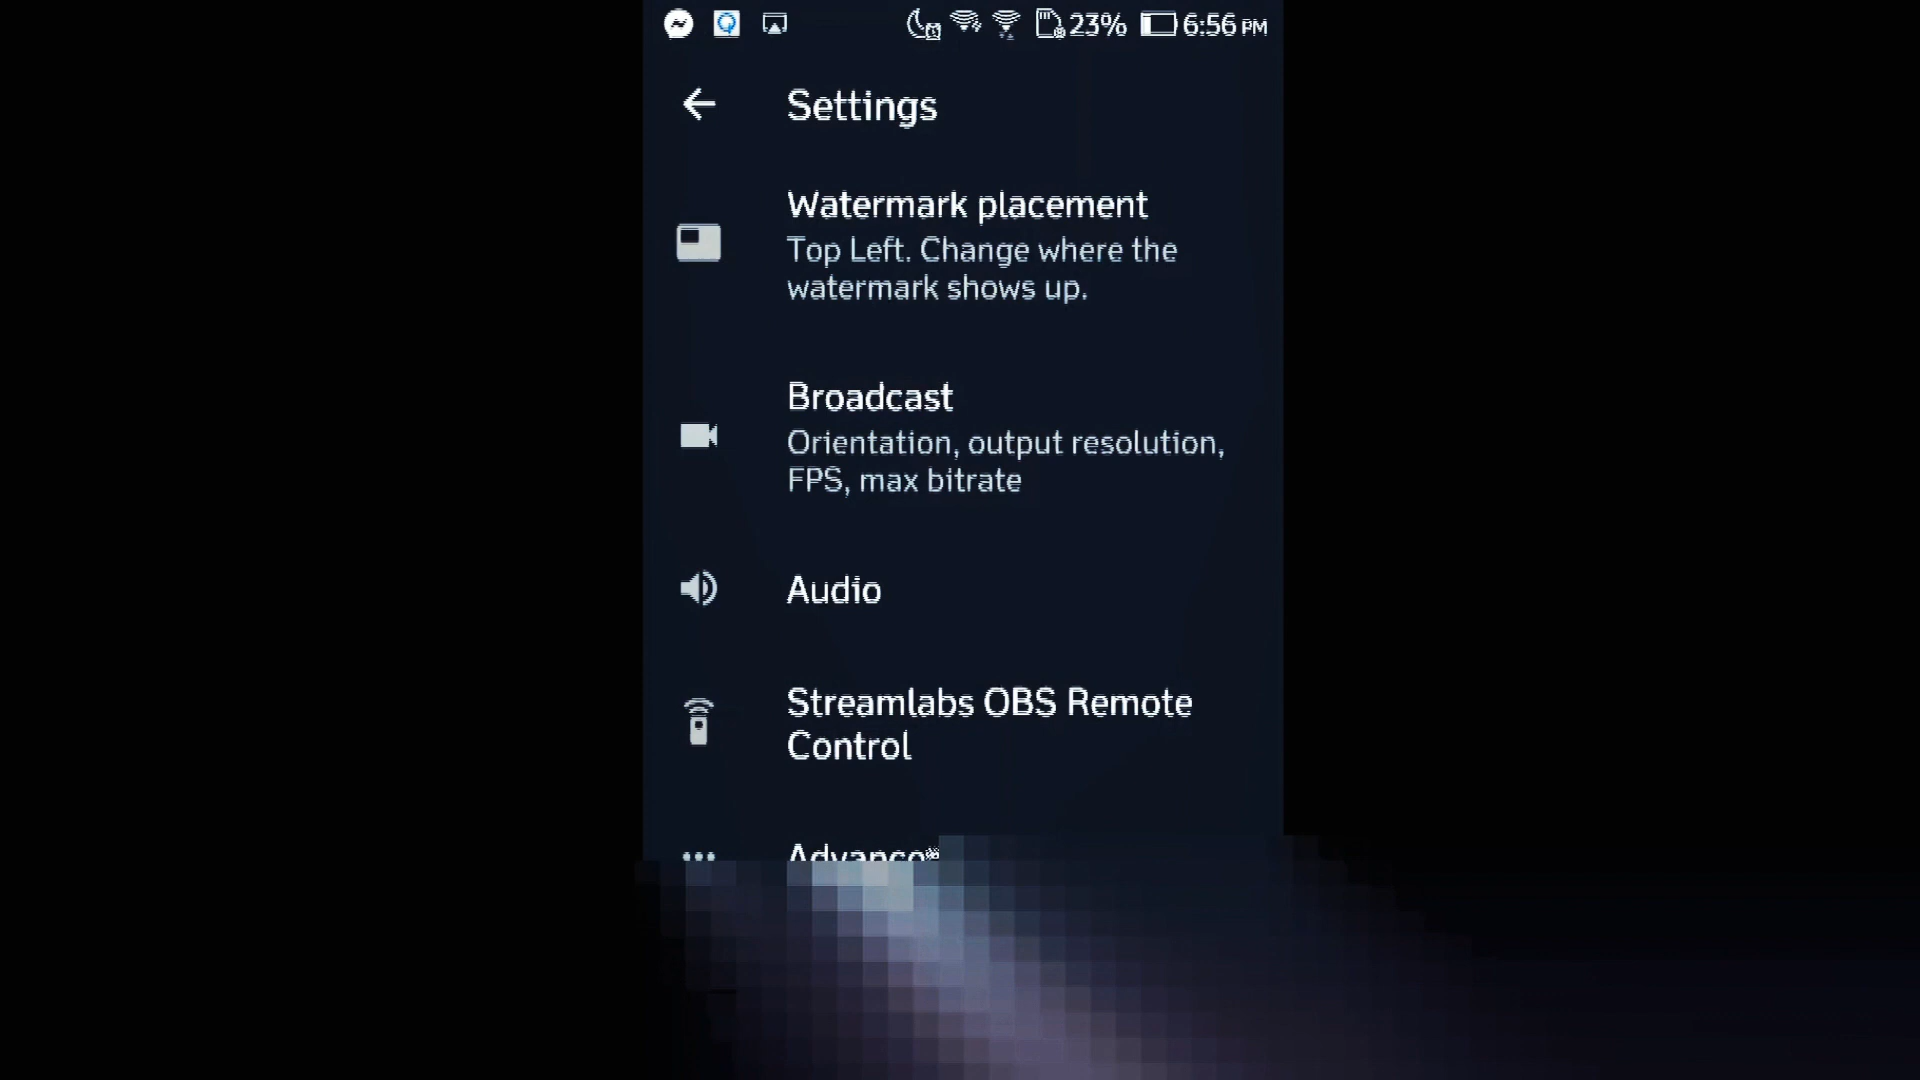 23% 6:56 PM
Settings
Watermark placement
Top Left. Change where the
watermark shows up.
Broadcast
Orientation, output resolution,
FPS, max bitrate
Audio
Streamlabs OBS Remote
Control